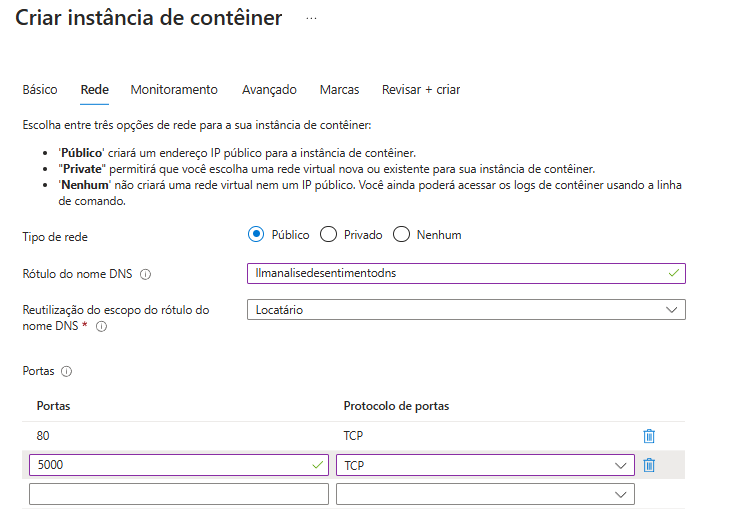 Criar instância de contêiner ...
Básico Rede Monitoramento Avançado Marcas Revisar + criar
Escolha entre três opções de rede para a sua instância de contêiner:
• 'Público' criará um endereço IP público para a instância de contêiner.
• "Private" permitirá que você escolha uma rede virtual nova ou existente para sua instância de contêiner.
• 'Nenhum' não criará uma rede virtual nem um IP público. Você ainda poderá acessar os logs de contêiner usando a linha
de comando.
Tipo de rede Público Privado Nenhum
Rótulo do nome DNS llmanalisedesentimentodns
Reutilização do escopo do rótulo do
nome DNS * Locatário
Portas
Portas Protocolo de portas
80 TCP
5000 TCP